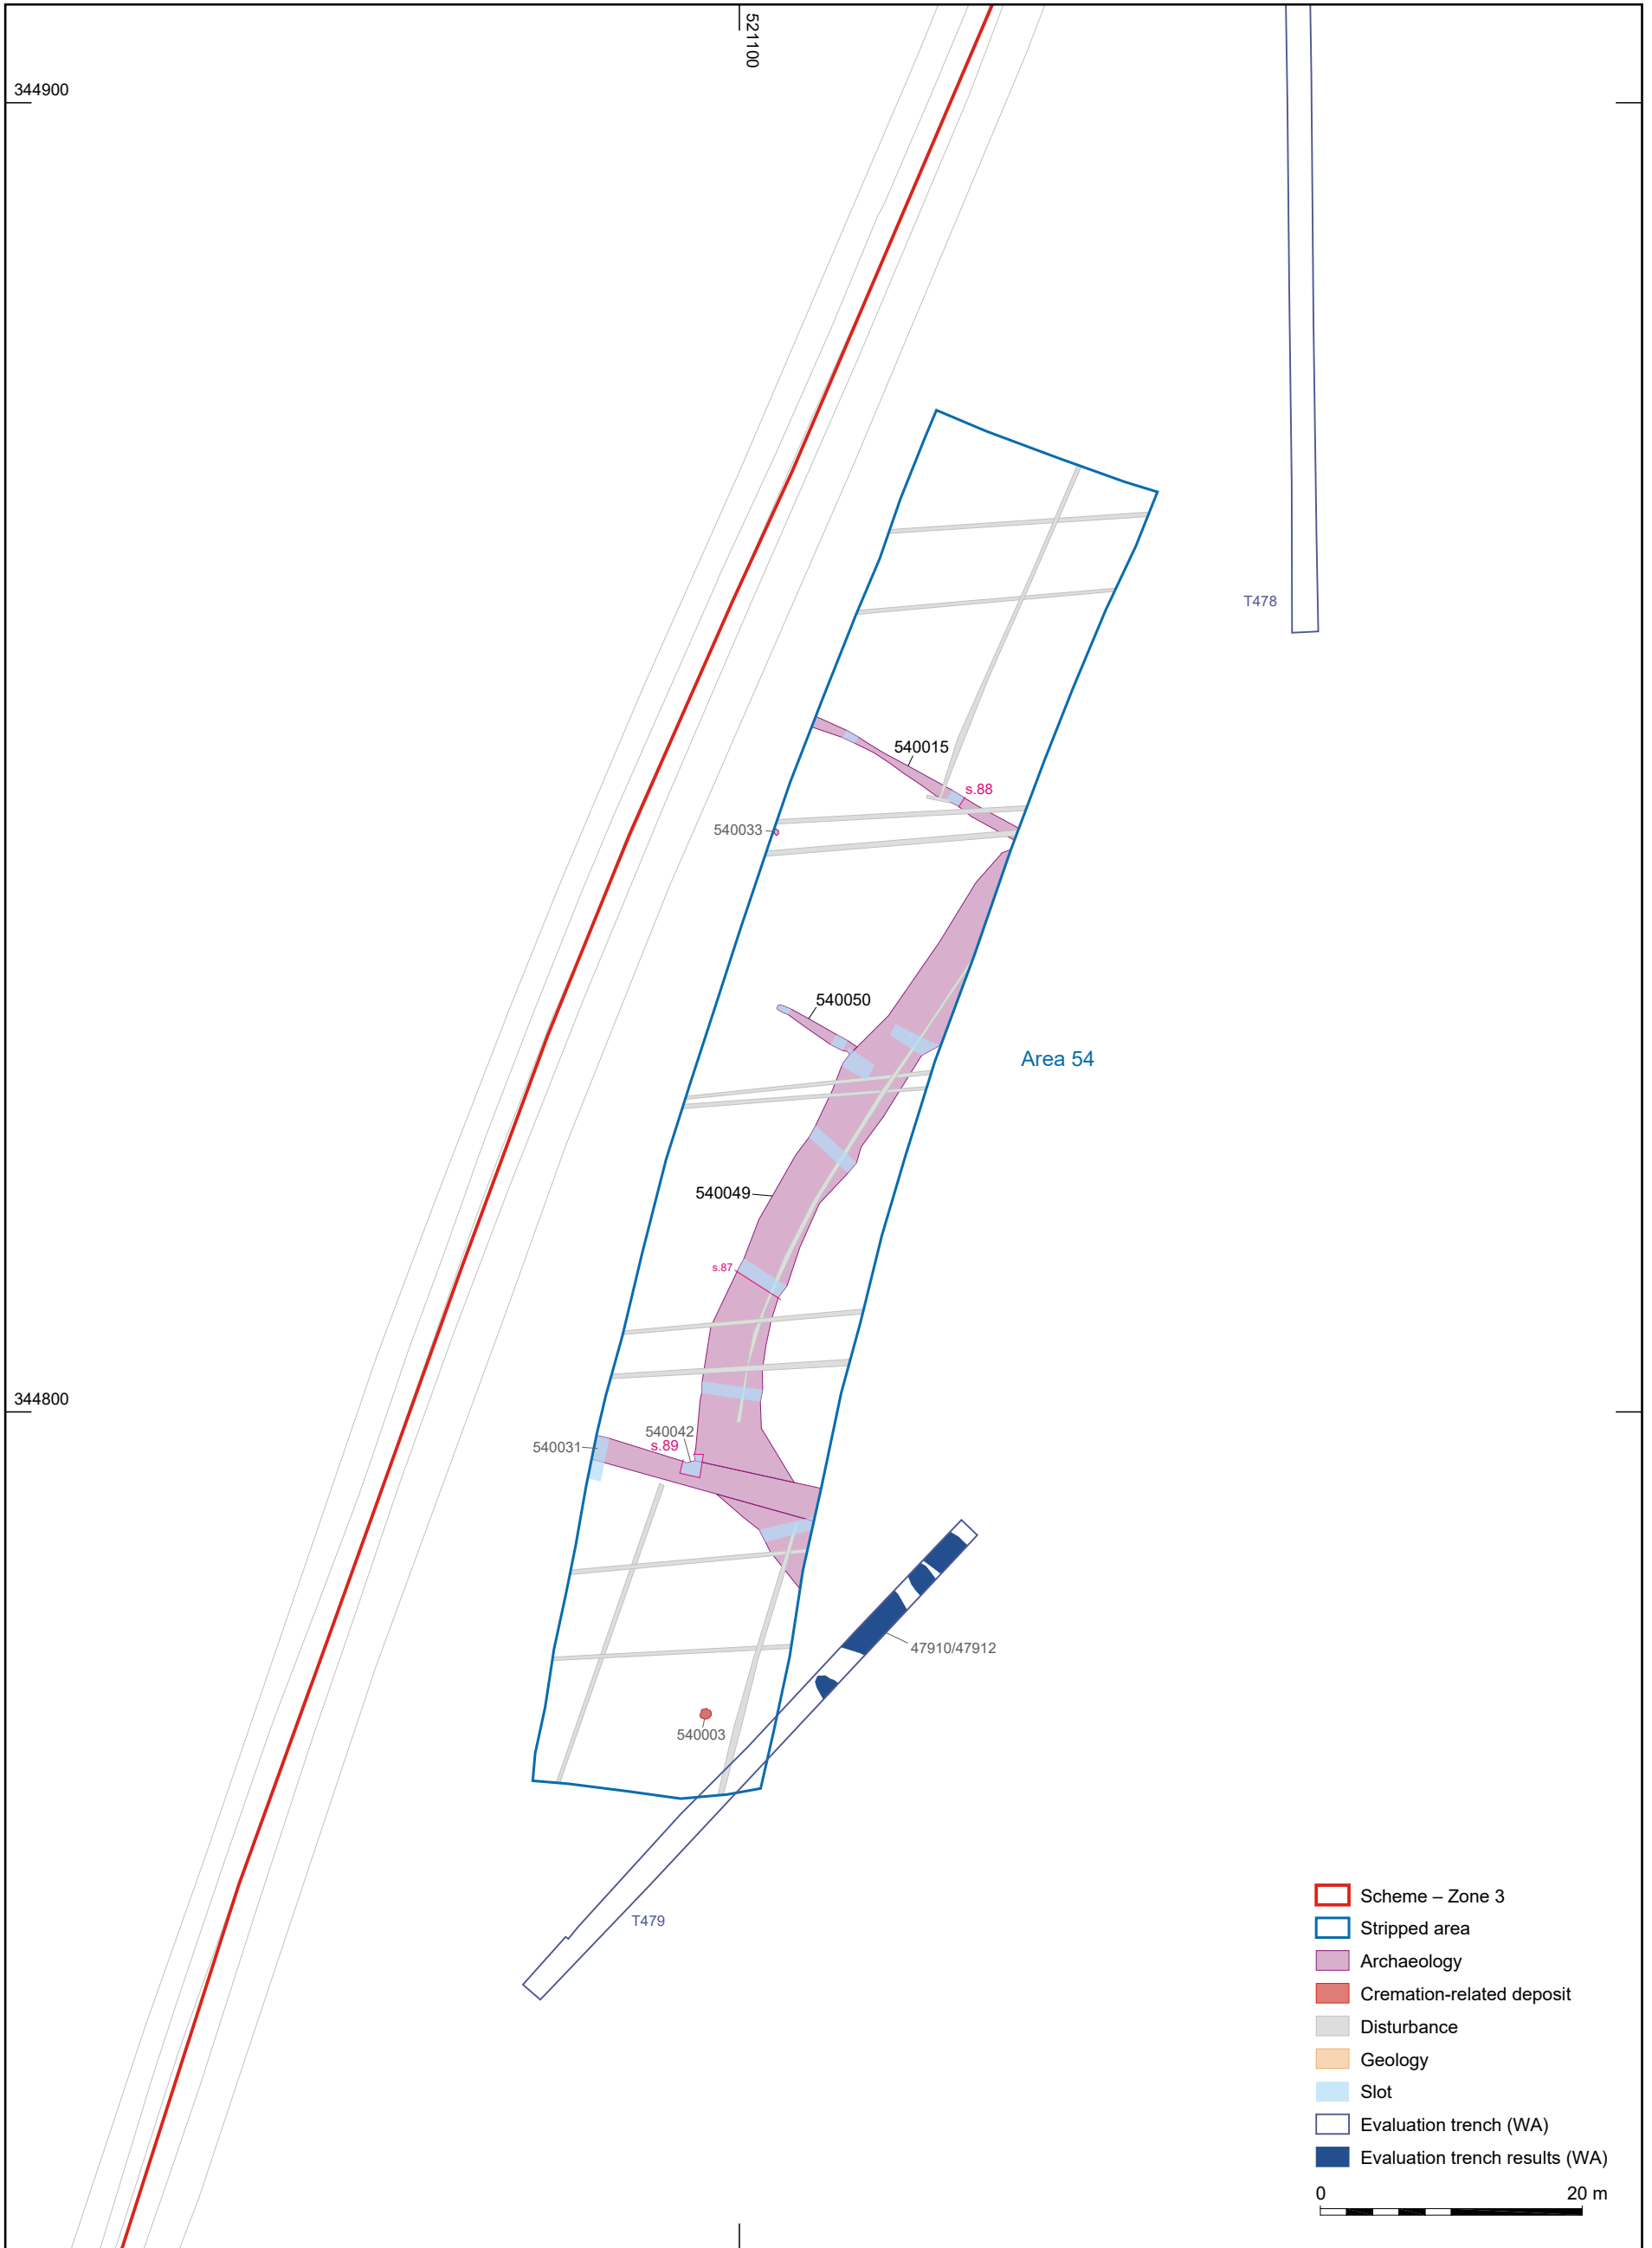 521100
344900
T478
540015
s.88
540033
540050
Area 54
540049
s.87
344800
540042
540031
s.89
47910/47912
540003
T479
Scheme – Zone 3
Stripped area
Archaeology
Cremation-related deposit
Disturbance
Geology
Slot
Evaluation trench (WA)
Evaluation trench results (WA)
0 20 m